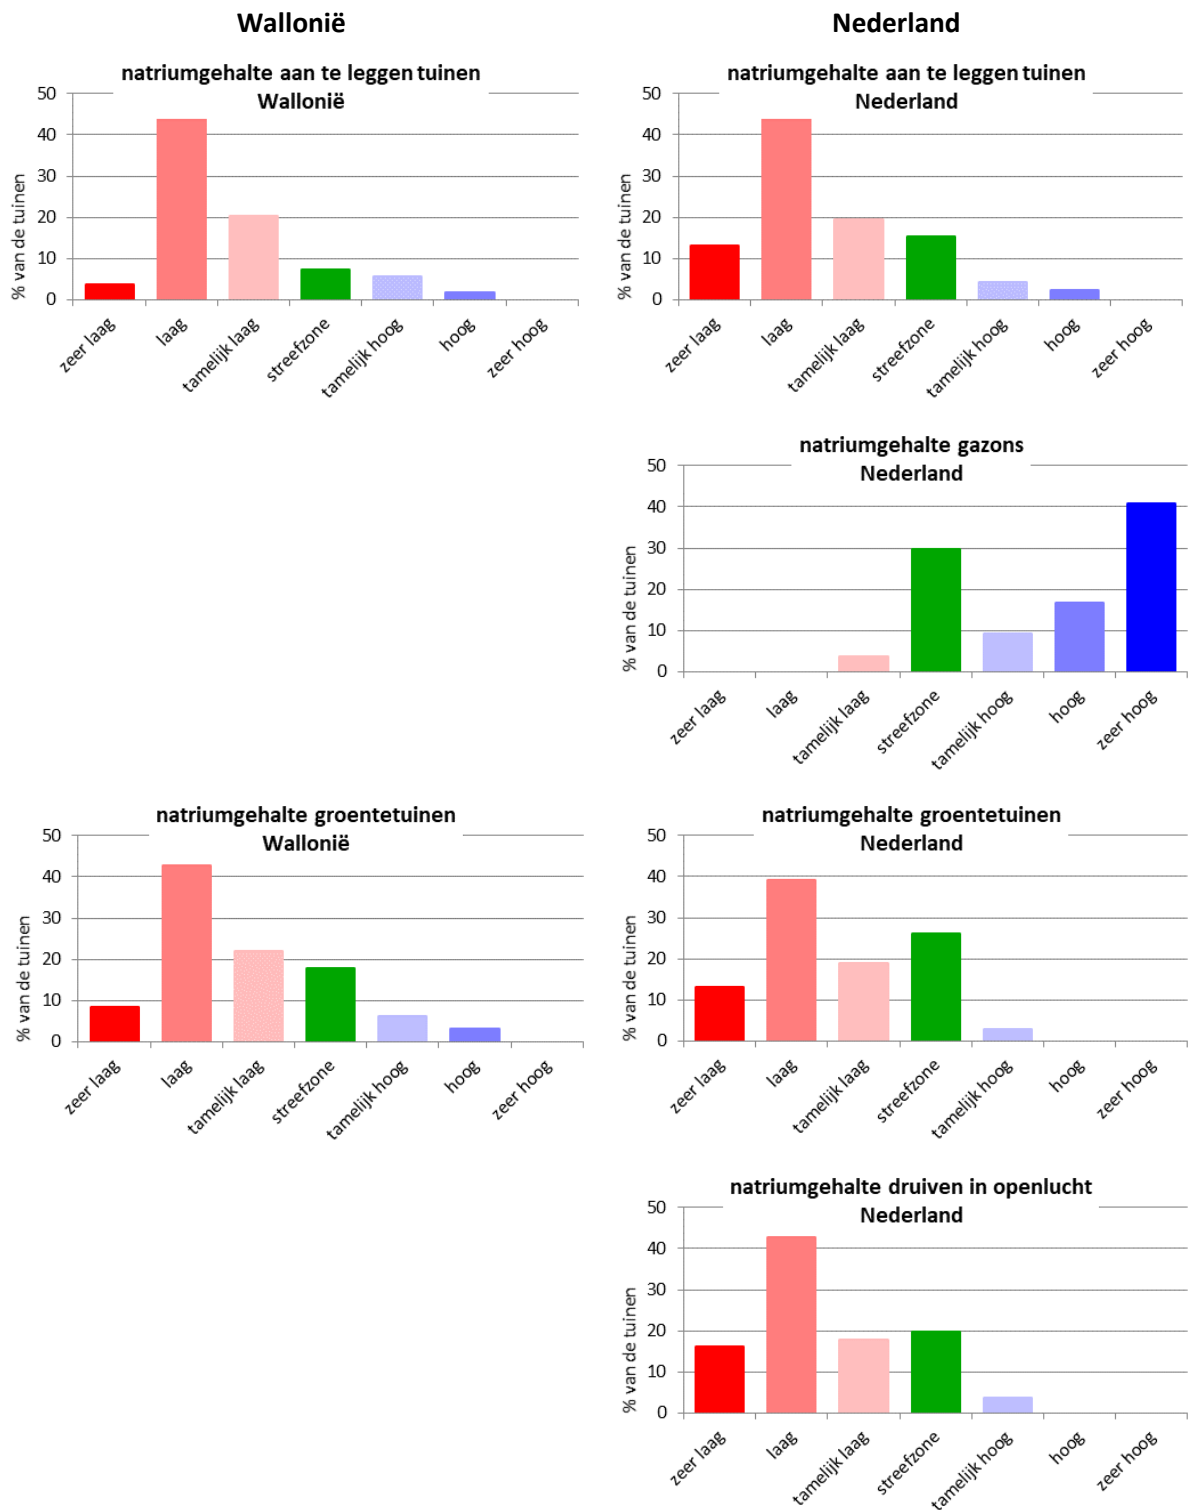 Wallonië
Nederland
natriumgehalte aan te leggen tuinen
Wallonië
50
40
30
20
10
0
% van de tuinen
zeer laag
laag
tamelijk laag
streefzone
tamelijk hoog
hoog
zeer hoog
natriumgehalte aan te leggen tuinen
Nederland
50
40
30
20
10
0
% van de tuinen
zeer laag
laag
tamelijk laag
streefzone
tamelijk hoog
hoog
zeer hoog
natriumgehalte gazons
Nederland
50
40
30
20
10
0
% van de tuinen
zeer laag
laag
tamelijk laag
streefzone
tamelijk hoog
hoog
zeer hoog
natriumgehalte groentetuinen
Wallonië
50
40
30
20
10
0
% van de tuinen
zeer laag
laag
tamelijk laag
streefzone
tamelijk hoog
hoog
zeer hoog
natriumgehalte groentetuinen
Nederland
50
40
30
20
10
0
% van de tuinen
zeer laag
laag
tamelijk laag
streefzone
tamelijk hoog
hoog
zeer hoog
natriumgehalte druiven in openlucht
Nederland
50
40
30
20
10
0
% van de tuinen
zeer laag
laag
tamelijk laag
streefzone
tamelijk hoog
hoog
zeer hoog